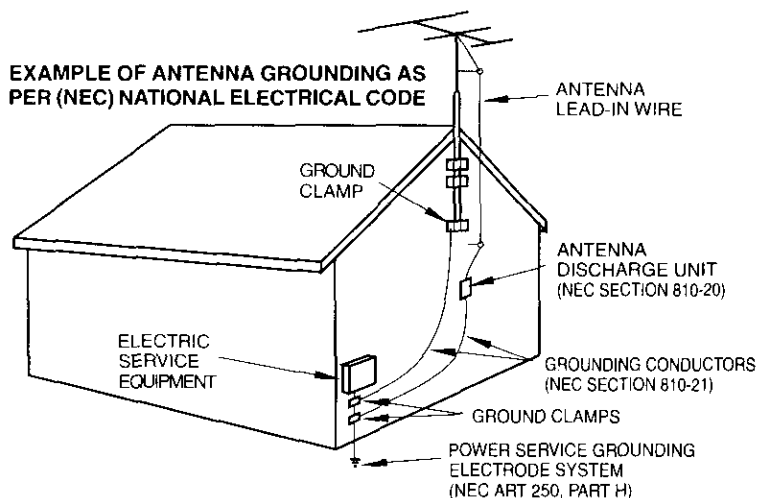 EXAMPLE OF ANTENNA GROUNDING AS
PER (NEC) NATIONAL ELECTRICAL CODE
ANTENNA
LEAD-IN WIRE
GROUND
CLAMP
ANTENNA
DISCHARGE UNIT
(NEC SECTION 810-20)
ELECTRIC
SERVICE
EQUIPMENT
GROUNDING CONDUCTORS
(NEC SECTION 810-21)
GROUND CLAMPS
POWER SERVICE GROUNDING
ELECTRODE SYSTEM
(NEC ART 250, PART H)